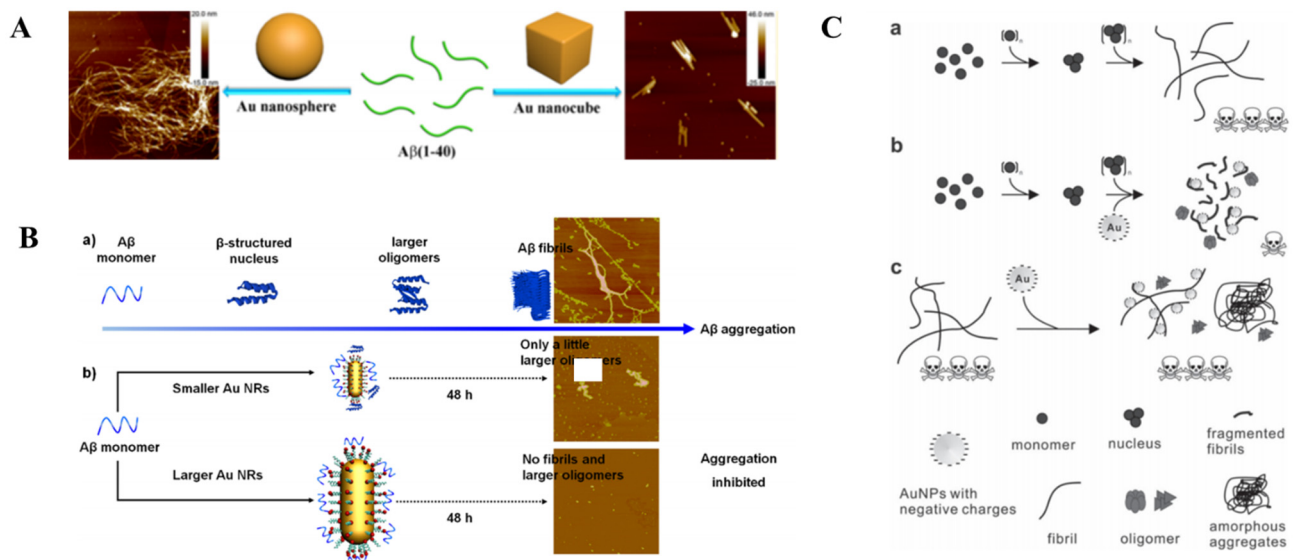 A
20.0 nm
-15.0 nm
Au nanosphere
Aβ(1-40)
Au nanocube
46.0 nm
-25.0 nm
B
a)
Aβ
monomer
β-structured
nucleus
larger
oligomers
Aβ fibrils
Aβ aggregation
b)
Smaller Au NRs
48 h
Only a little
larger oligomers
Aβ monomer
Larger Au NRs
48 h
No fibrils and
larger oligomers
Aggregation
inhibited
C
a
n
n
b
n
n
Au
c
Au
monomer
nucleus
fragmented
fibrils
AuNPs with
negative charges
fibril
oligomer
amorphous
aggregates